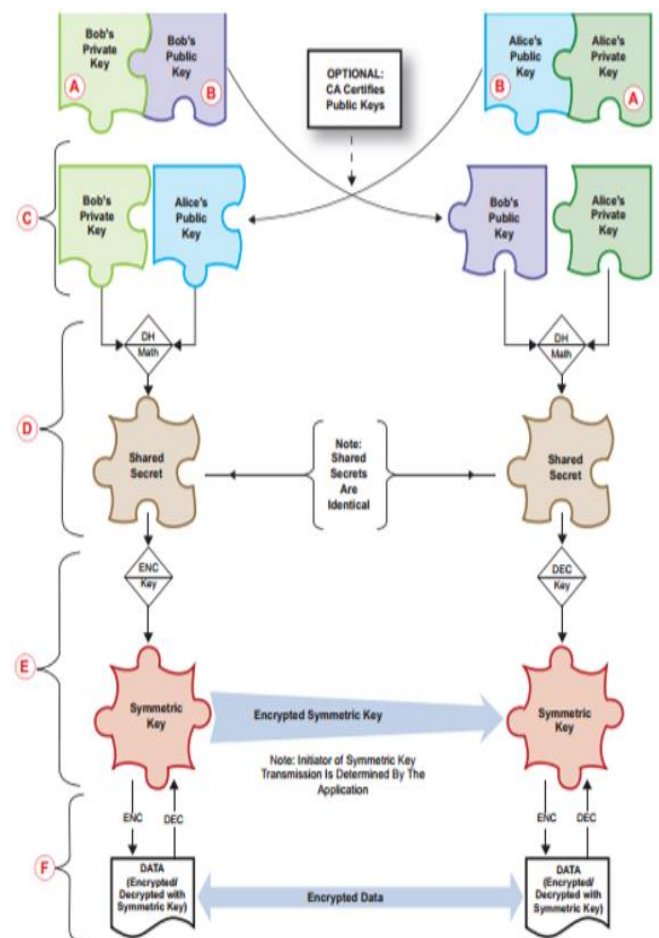 Bob's
Private
Key
A
Bob's
Public
Key
B
OPTIONAL:
CA Certifies
Public Keys
Alice's
Public
Key
B
Alice's
Private
Key
A
C
Bob's
Private
Key
Alice's
Public
Key
Bob's
Public
Key
Alice's
Private
Key
D
DH
Math
DH
Math
Shared
Secret
Note:
Shared
Secrets
Are
Identical
Shared
Secret
E
ENC
Key
DEC
Key
Symmetric
Key
Encrypted Symmetric Key
Symmetric
Key
Note: Initiator of Symmetric Key
Transmission Is Determined By The
Application
F
ENC
DEC
ENC
DEC
DATA
(Encrypted/
Decrypted with
Symmetric Key)
Encrypted Data
DATA
(Encrypted/
Decrypted with
Symmetric Key)